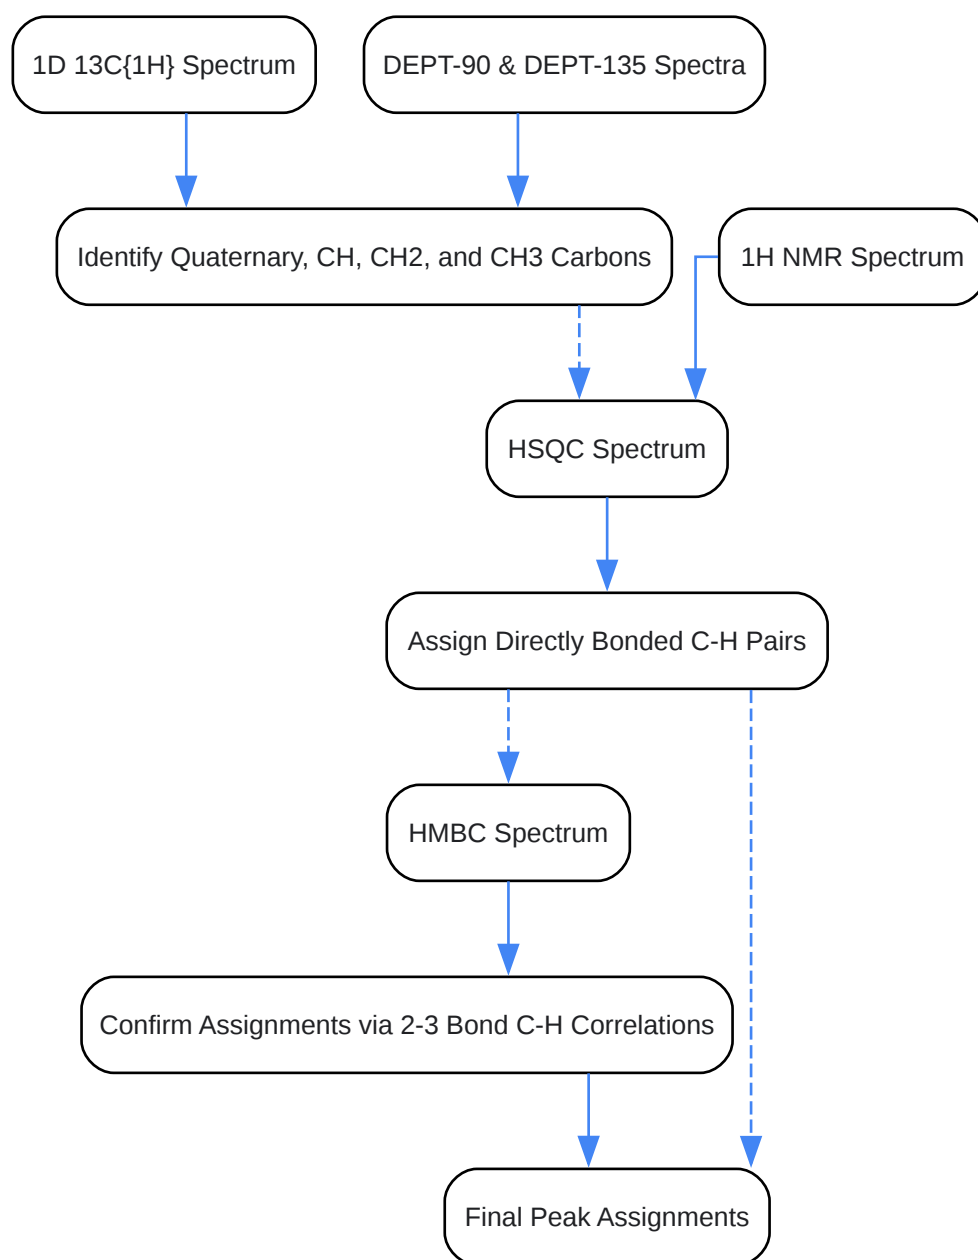 1D 13C{1H} Spectrum
DEPT-90 & DEPT-135 Spectra
Identify Quaternary, CH, CH2, and CH3 Carbons
1H NMR Spectrum
HSQC Spectrum
Assign Directly Bonded C-H Pairs
HMBC Spectrum
Confirm Assignments via 2-3 Bond C-H Correlations
Final Peak Assignments